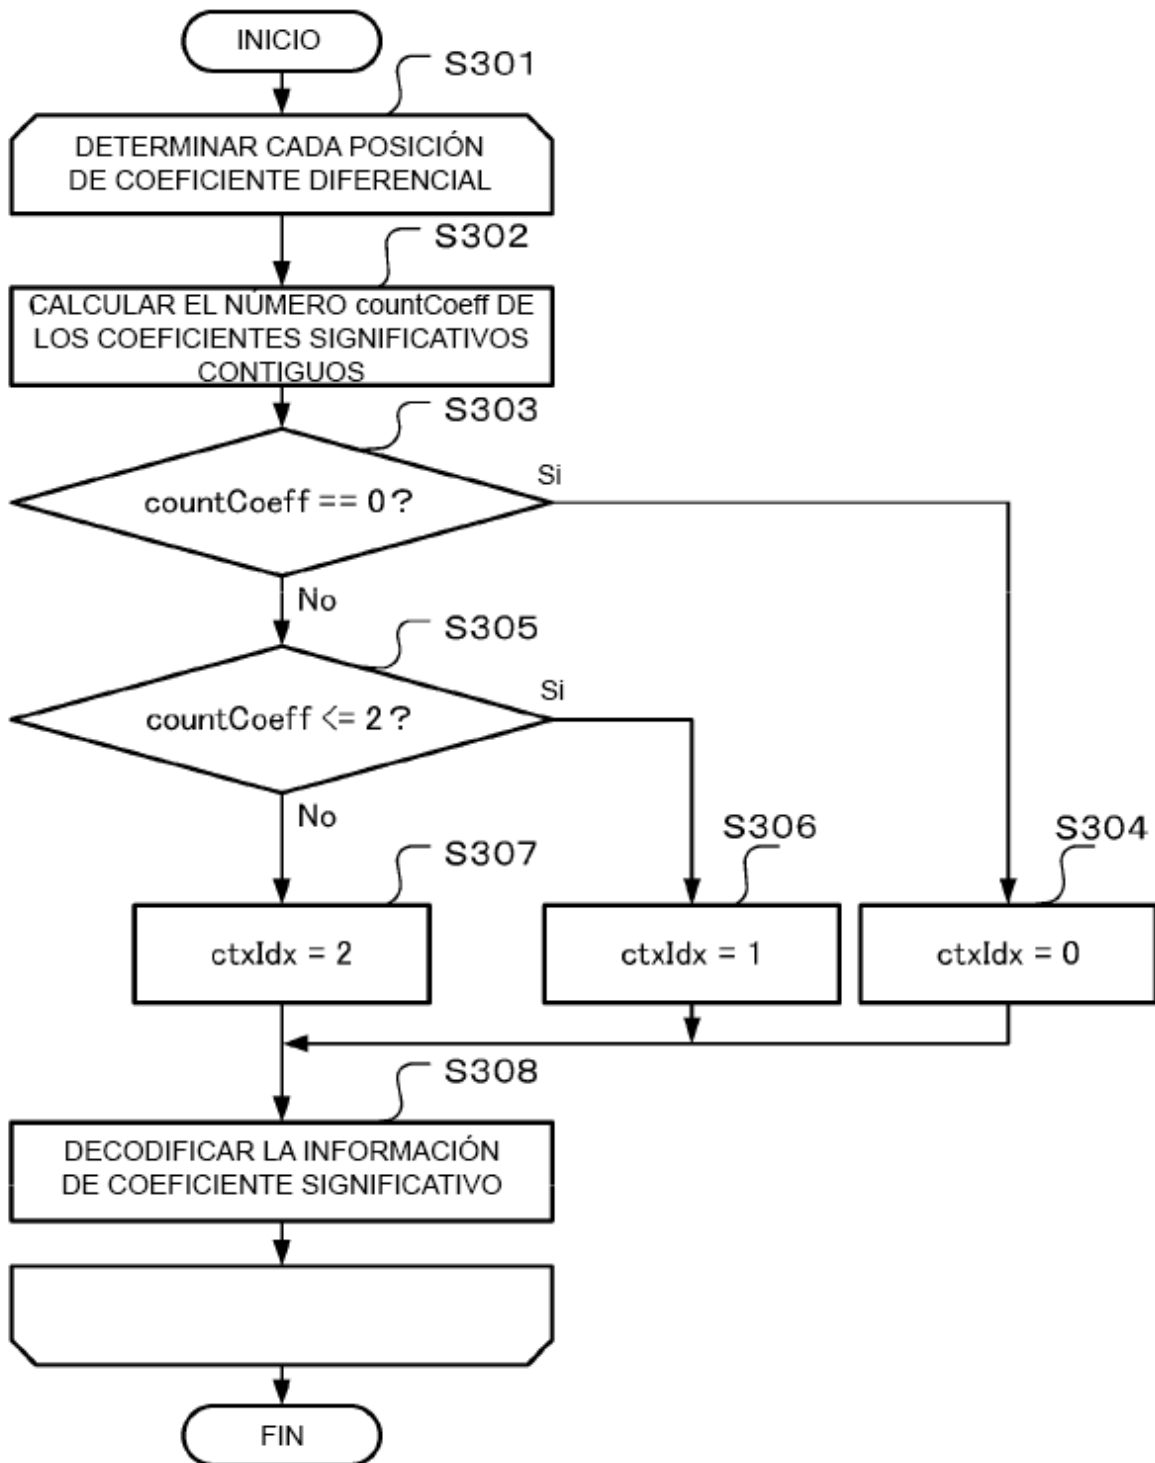 INICIO
S301
DETERMINAR CADA POSICIÓN
DE COEFICIENTE DIFERENCIAL
S302
CALCULAR EL NÚMERO countCoeff DE
LOS COEFICIENTES SIGNIFICATIVOS
CONTIGUOS
S303
countCoeff == 0?
Si
No
S305
countCoeff <= 2?
Si
No
S307
ctxIdx = 2
S306
ctxIdx = 1
S304
ctxIdx = 0
S308
DECODIFICAR LA INFORMACIÓN
DE COEFICIENTE SIGNIFICATIVO
FIN